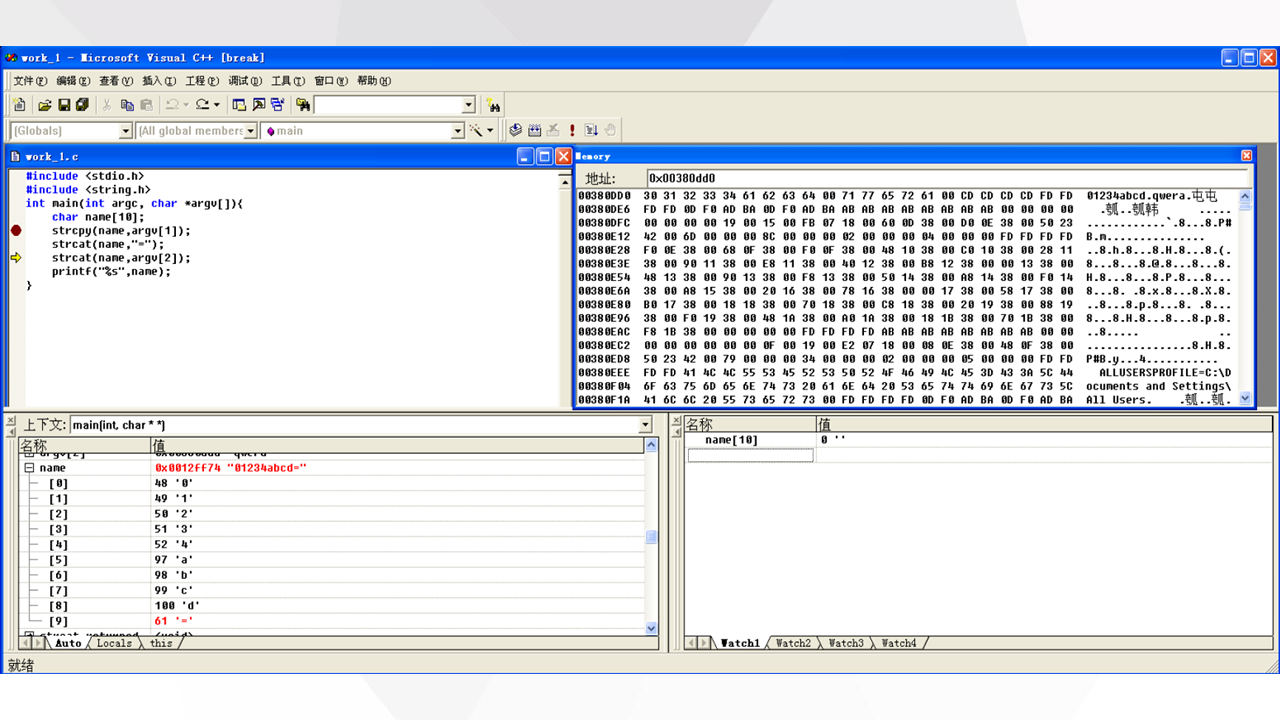 work_1 - Microsoft Visual C++ [break]
文件(F) 编辑(E) 查看(V) 插入(I) 工程(P) 调试(D) 工具(T) 窗口(W) 帮助(H)
(Globals) (All global members main
work_1.c
#include <stdio.h>
#include <string.h>
int main(int argc, char *argv[]){
char name[10];
strcpy(name,argv[1]);
strcat(name,"=");
strcat(name,argv[2]);
printf("%s",name);
}
Memory
地址: 0x00380dd0
00380DD0 30 31 32 33 34 61 62 63 64 00 71 77 65 72 61 00 CD CD CD CD FD FD 01234abcd.qwera.屯屯
00380DE6 FD FD 0D F0 AD BA 0D F0 AD BA AB AB AB AB AB AB AB AB 00 00 00 00
00380DFC 00 00 00 00 19 00 15 00 FB 07 18 00 60 0D 38 00 D0 0E 38 00 50 23 ............`.8...8.P#
00380E12 42 00 6D 00 00 00 8C 00 00 00 02 00 00 00 04 00 00 00 FD FD FD FD B.m...............
00380E28 F0 0E 38 00 68 0F 38 00 F0 0F 38 00 48 10 38 00 C0 10 38 00 28 11 ..8.h.8...8.H.8...8.(.
00380E3E 38 00 90 11 38 00 E8 11 38 00 40 12 38 00 B8 12 38 00 00 13 38 00 8...8...8.@.8...8...8.
00380E54 48 13 38 00 90 13 38 00 F8 13 38 00 50 14 38 00 A8 14 38 00 F0 14 H.8...8...8.P.8...8...
00380E6A 38 00 A8 15 38 00 20 16 38 00 78 16 38 00 00 17 38 00 58 17 38 00 8...8. .8.x.8...8.X.8.
00380E80 B0 17 38 00 18 18 38 00 70 18 38 00 C8 18 38 00 20 19 38 00 88 19 ..8...8.p.8...8. .8...
00380E96 38 00 F0 19 38 00 48 1A 38 00 A0 1A 38 00 18 1B 38 00 70 1B 38 00 8...8.H.8...8...8.p.8.
00380EAC F8 1B 38 00 00 00 00 00 FD FD FD FD AB AB AB AB AB AB AB AB 00 00 ..8.....
00380EC2 00 00 00 00 00 00 0F 00 19 00 E2 07 18 00 08 0E 38 00 48 0F 38 00 ................8.H.8.
00380ED8 50 23 42 00 79 00 00 00 34 00 00 00 02 00 00 00 05 00 00 00 FD FD P#B.y...4...........
00380EEE FD FD 41 4C 4C 55 53 45 52 53 50 52 4F 46 49 4C 45 3D 43 3A 5C 44 ALLUSERSPROFILE=C:\D
00380F04 6F 63 75 6D 65 6E 74 73 20 61 6E 64 20 53 65 74 74 69 6E 67 73 5C ocuments and Settings\
00380F1A 41 6C 6C 20 55 73 65 72 73 00 FD FD FD FD 0D F0 AD BA 0D F0 AD BA All Users.
上下文: main(int, char * *)
名称 值
name 0x0012ff74 "01234abcd="
[0] 48 '0'
[1] 49 '1'
[2] 50 '2'
[3] 51 '3'
[4] 52 '4'
[5] 97 'a'
[6] 98 'b'
[7] 99 'c'
[8] 100 'd'
[9] 61 '='
Auto Locals this
名称 值
name[10] 0 ''
Watch1 Watch2 Watch3 Watch4
就绪